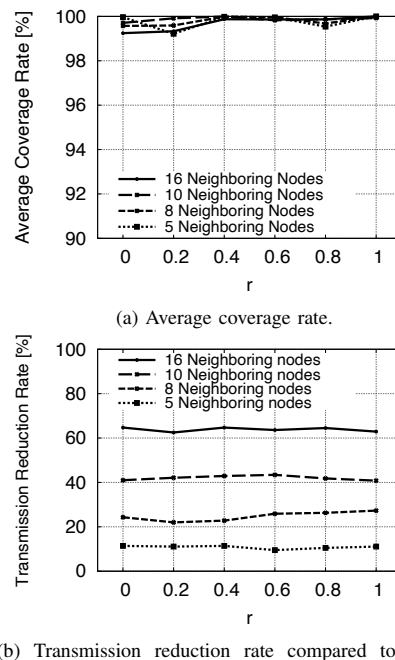 100
98
96
94
92
90
Average Coverage Rate [%]
16 Neighboring Nodes
10 Neighboring Nodes
8 Neighboring Nodes
5 Neighboring Nodes
0 0.2 0.4 0.6 0.8 1
r
(a) Average coverage rate.
100
80
60
40
20
0
Transmission Reduction Rate [%]
16 Neighboring nodes
10 Neighboring nodes
8 Neighboring nodes
5 Neighboring nodes
0 0.2 0.4 0.6 0.8 1
r
(b) Transmission reduction rate compared to